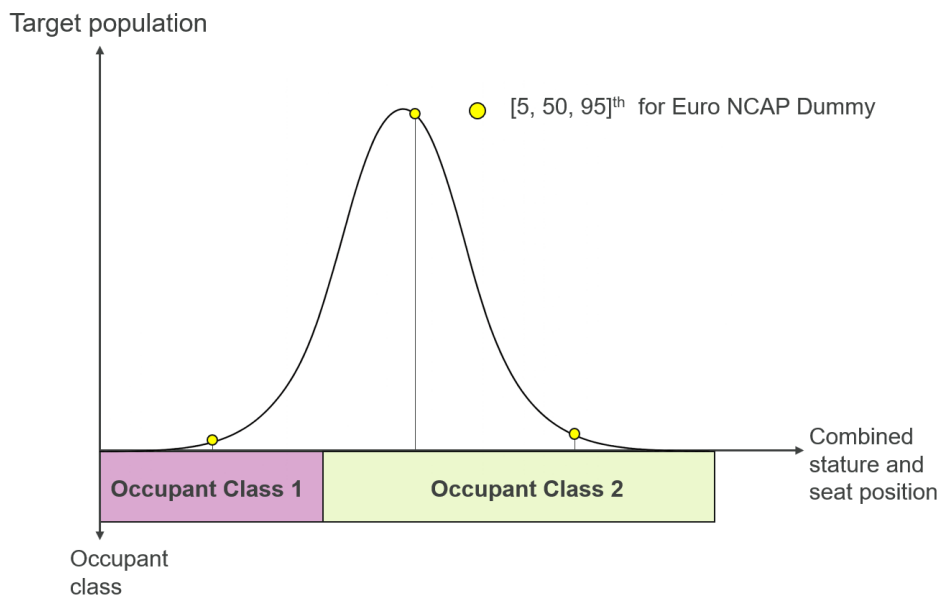 Target population
[5, 50, 95]th for Euro NCAP Dummy
Combined
stature and
seat position
Occupant Class 1
Occupant Class 2
Occupant
class